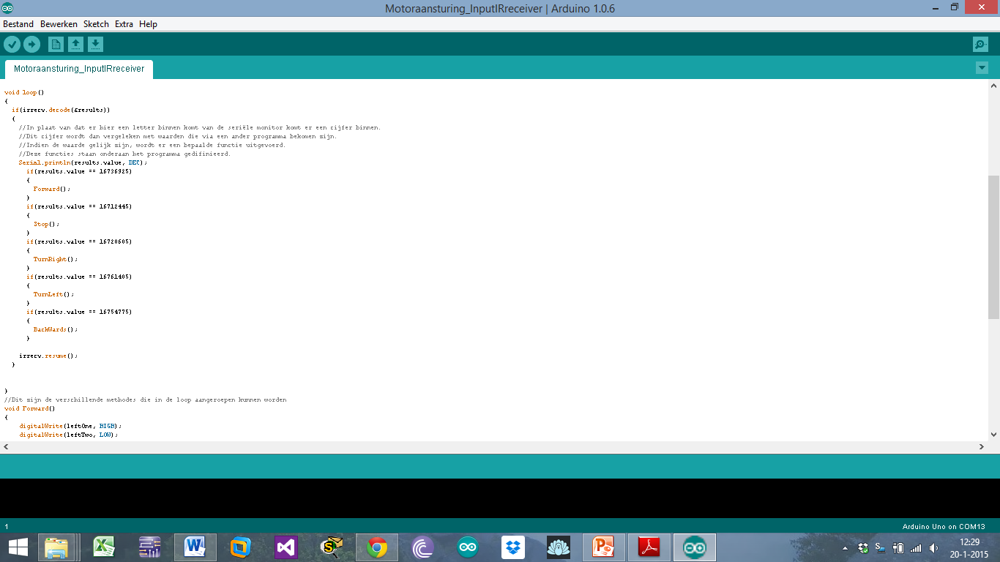 Motoraansturing_InputIRreceiver | Arduino 1.0.6
Bestand Bewerken Sketch Extra Help
Motoraansturing_InputIRreceiver
void loop()
{
if(irrecv.decode(&results))
{
//In plaat van dat er hier een letter binnen komt van de seriële monitor komt er een cijfer binnen.
//Dit cijfer wordt dan vergeleken met waarden die via een ander programma bekomen zijn.
//Indien de waarde gelijk zijn, wordt er een bepaalde functie uitgevoerd.
//Deze functies staan onderaan het programma gedifinieerd.
Serial.println(results.value, DEC);
if(results.value == 16736925)
{
Forward();
}
if(results.value == 16712445)
{
Stop();
}
if(results.value == 16720605)
{
TurnRight();
}
if(results.value == 16761405)
{
TurnLeft();
}
if(results.value == 16754775)
{
BackWards();
}
irrecv.resume();
}
}
//Dit zijn de verschillende methodes die in de loop aangeroepen kunnen worden
void Forward()
{
digitalWrite(leftOne, HIGH);
digitalWrite(leftTwo, LOW);
1
Arduino Uno on COM13
12:29
20-1-2015